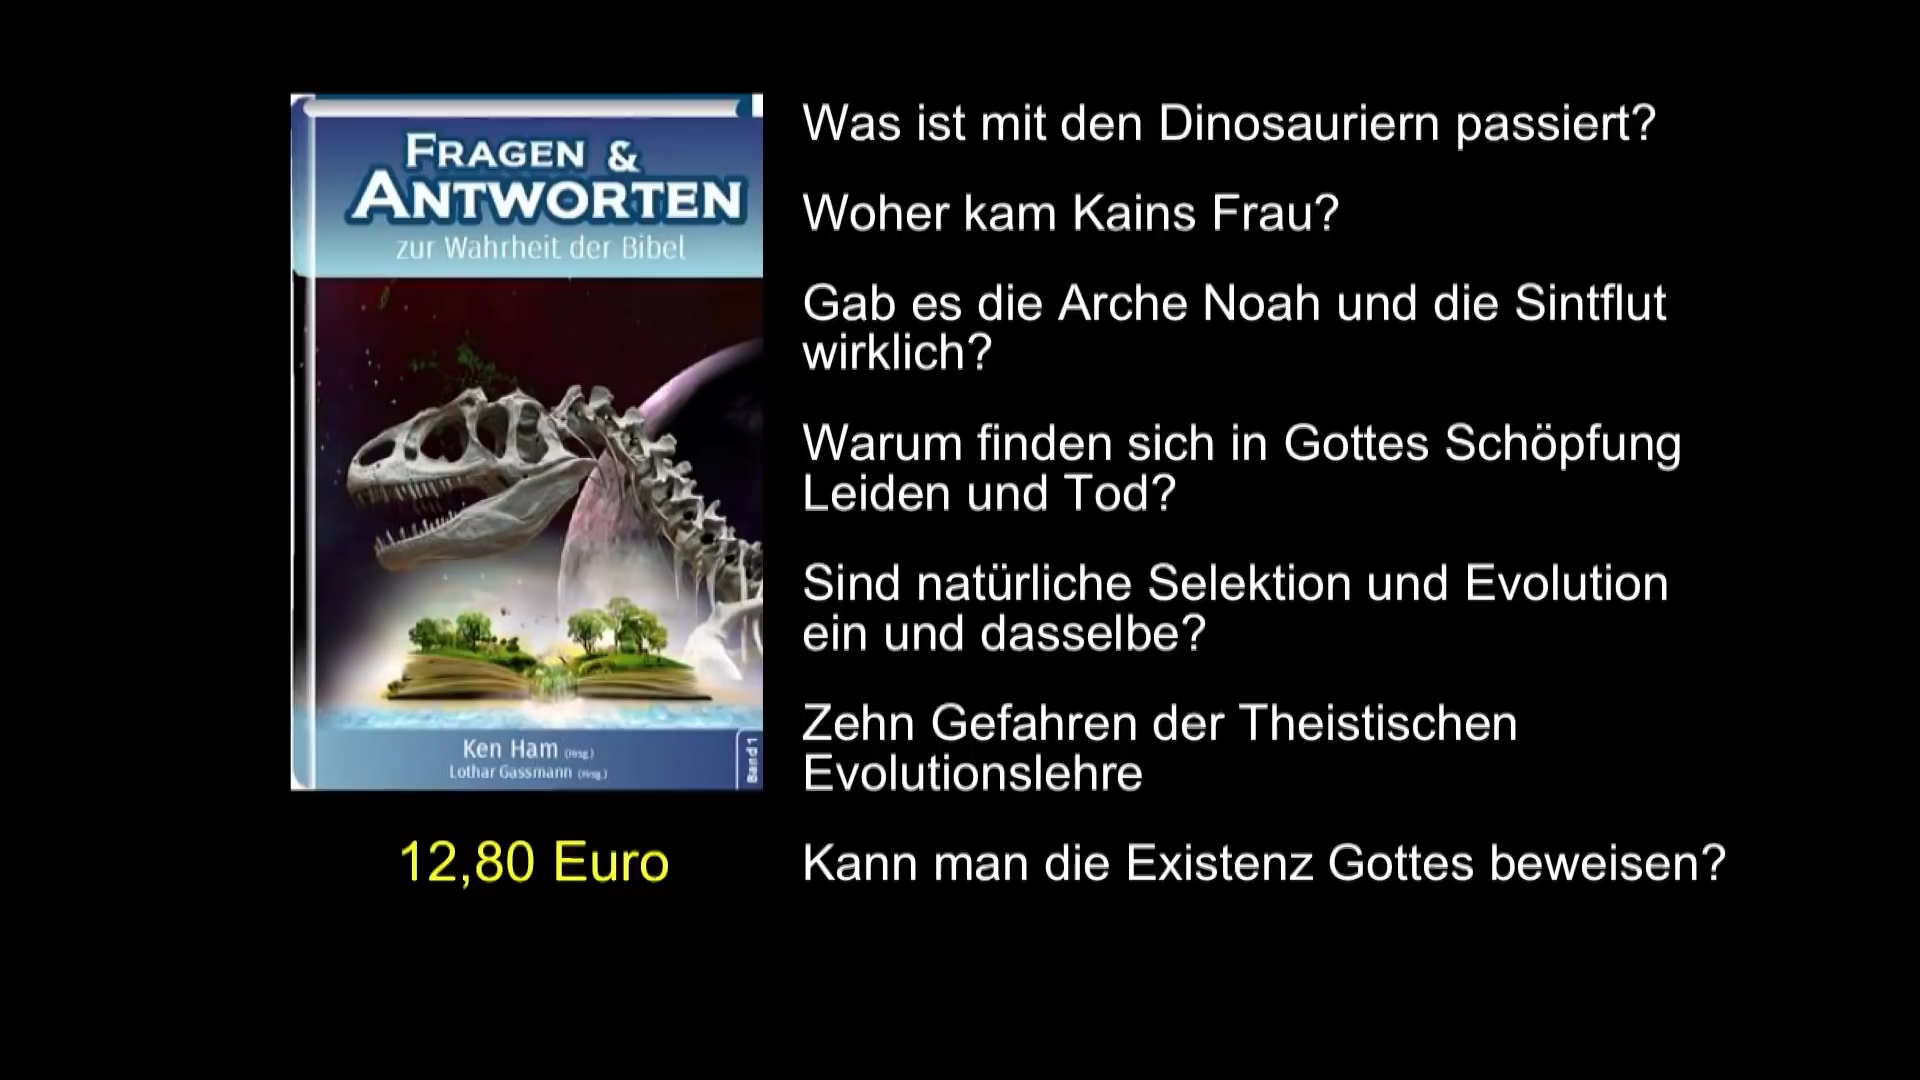 FRAGEN &
ANTWORTEN
zur Wahrheit der Bibel
Ken Ham (Hrsg.)
Lothar Gassmann (Hrsg.)
Band 1
12,80 Euro
Was ist mit den Dinosauriern passiert?
Woher kam Kains Frau?
Gab es die Arche Noah und die Sintflut
wirklich?
Warum finden sich in Gottes Schöpfung
Leiden und Tod?
Sind natürliche Selektion und Evolution
ein und dasselbe?
Zehn Gefahren der Theistischen
Evolutionslehre
Kann man die Existenz Gottes beweisen?